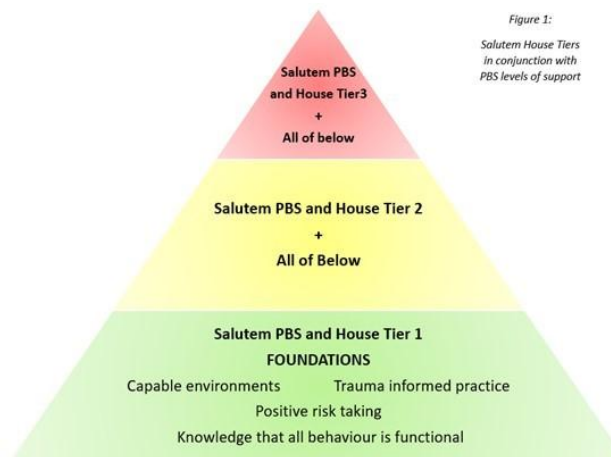 Figure 1:
Salutem House Tiers
in conjunction with
PBS levels of support
Salutem PBS
and House Tier3
+
All of below
Salutem PBS and House Tier 2
+
All of Below
Salutem PBS and House Tier 1
FOUNDATIONS
Capable environments Trauma informed practice
Positive risk taking
Knowledge that all behaviour is functional